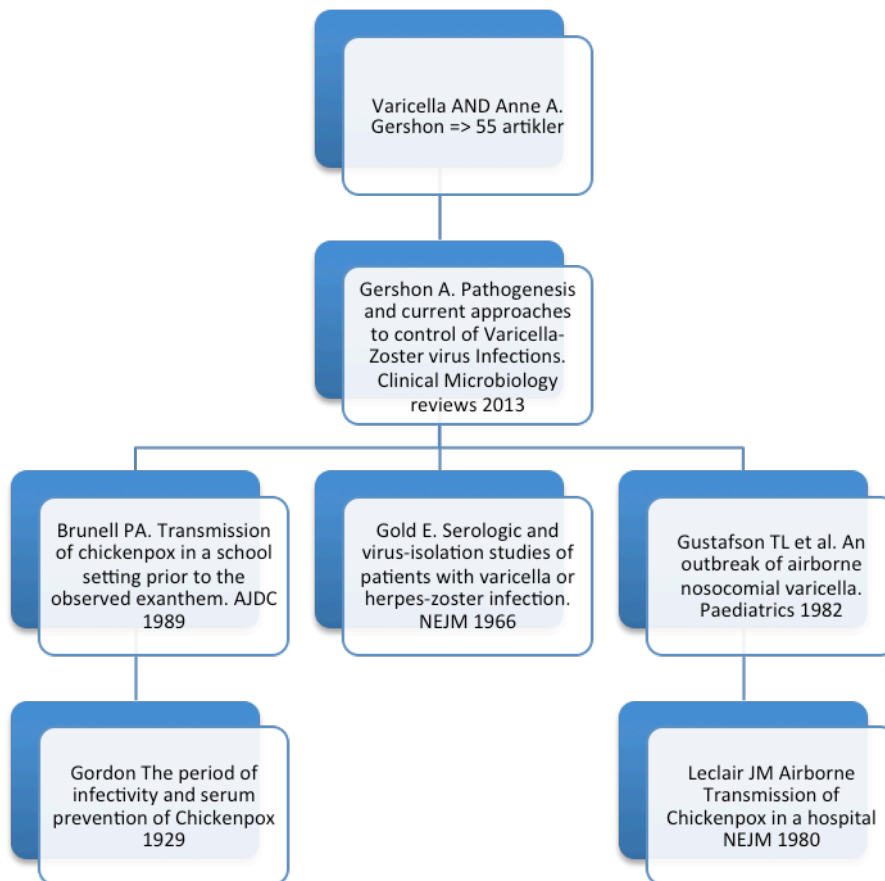 Varicella AND Anne A.
Gershon => 55 artikler
Gershon A. Pathogenesis
and current approaches
to control of Varicella-
Zoster virus Infections.
Clinical Microbiology
reviews 2013
Brunell PA. Transmission
of chickenpox in a school
setting prior to the
observed exanthem. AJDC
1989
Gold E. Serologic and
virus-isolation studies of
patients with varicella or
herpes-zoster infection.
NEJM 1966
Gustafson TL et al. An
outbreak of airborne
nosocomial varicella.
Paediatrics 1982
Gordon The period of
infectivity and serum
prevention of Chickenpox
1929
Leclair JM Airborne
Transmission of
Chickenpox in a hospital
NEJM 1980